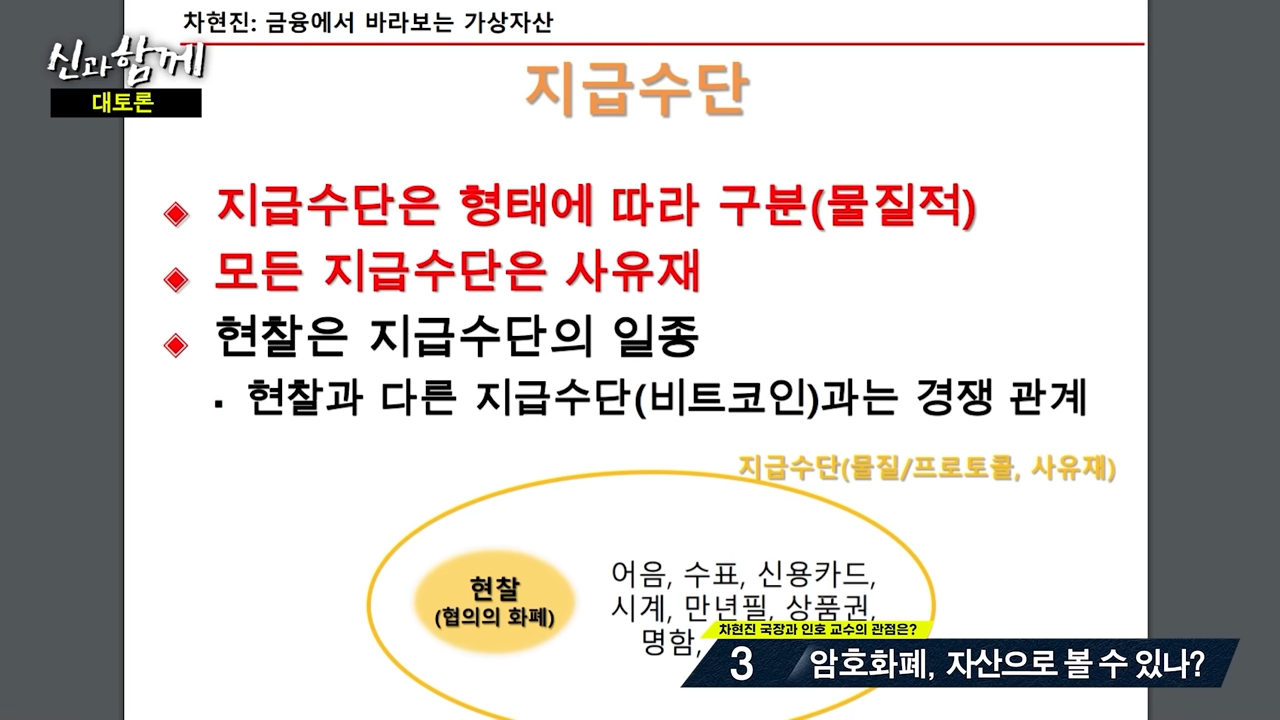 차현진: 금융에서 바라보는 가상자산
신과함께
대토론
지급수단
지급수단은 형태에 따라 구분(물질적)
모든 지급수단은 사유재
현찰은 지급수단의 일종
현찰과 다른 지급수단(비트코인)과는 경쟁 관계
지급수단(물질/프로토콜, 사유재)
현찰
(협의의 화폐)
어음, 수표, 신용카드,
시계, 만년필, 상품권,
명함,
차현진 국장과 인호 교수의 관점은?
3 암호화폐, 자산으로 볼 수 있나?